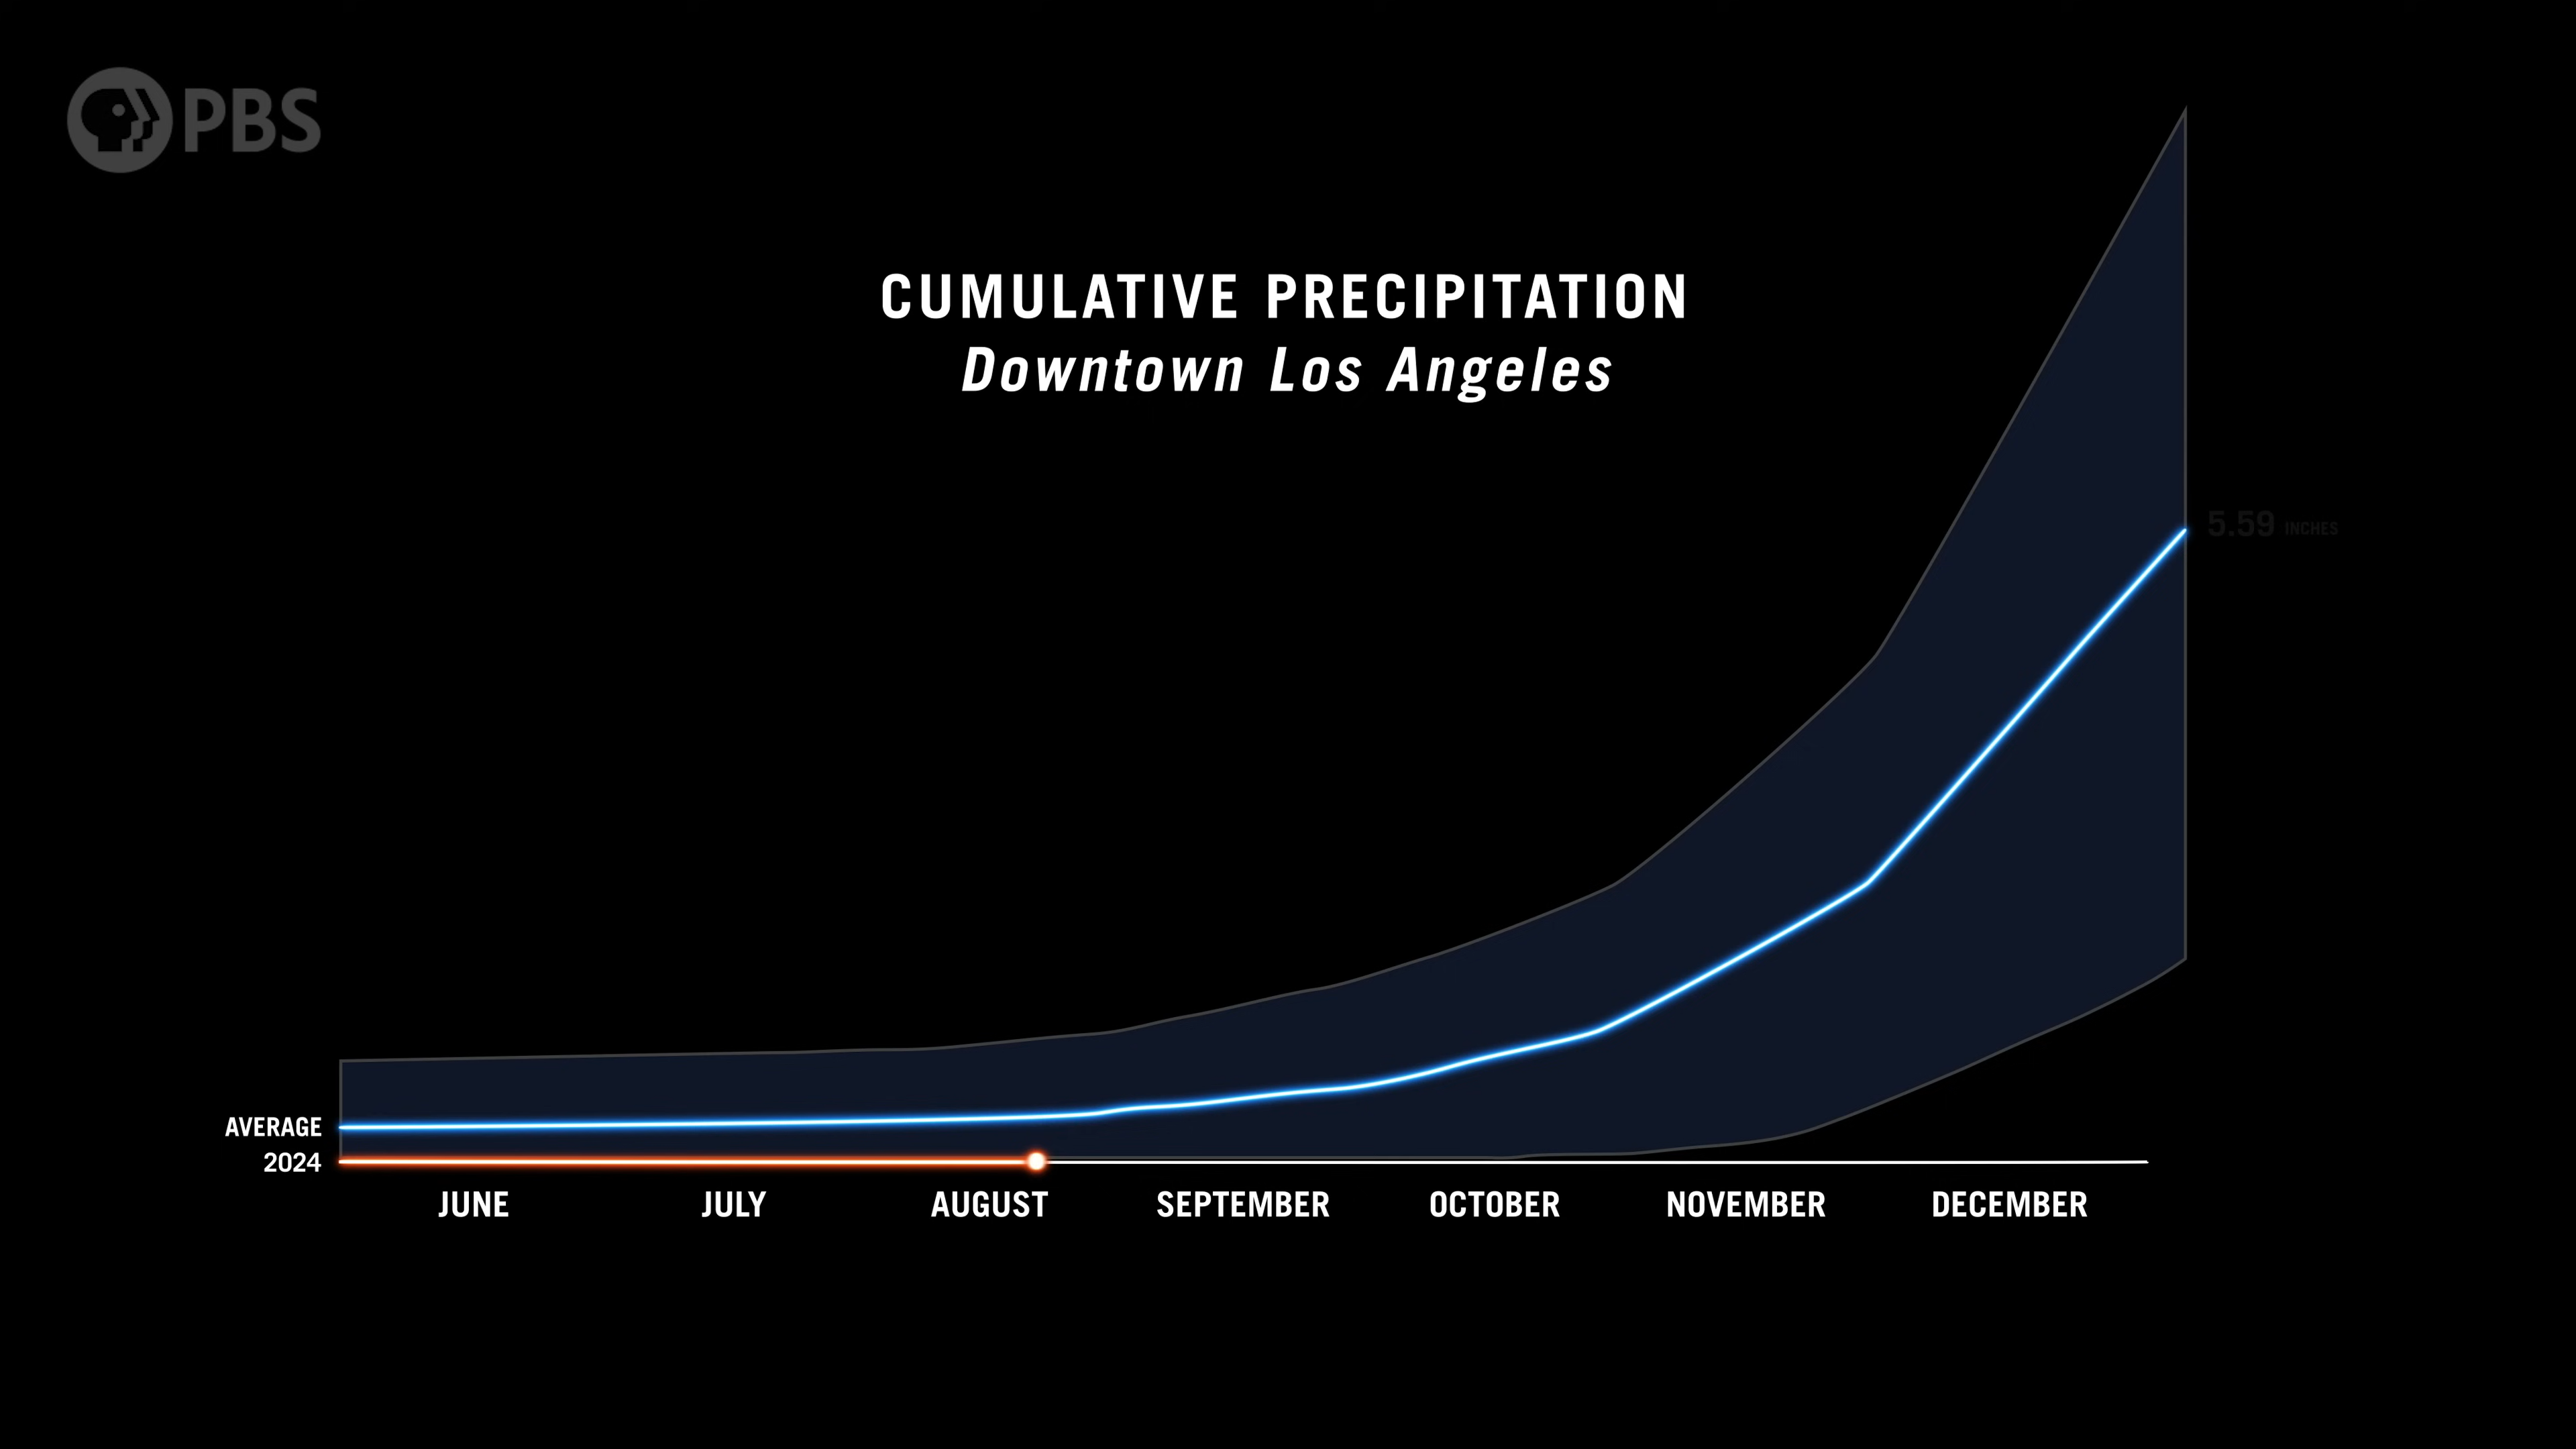 PBS
CUMULATIVE PRECIPITATION
Downtown Los Angeles
5.59 INCHES
AVERAGE
2024
JUNE JULY AUGUST SEPTEMBER OCTOBER NOVEMBER DECEMBER